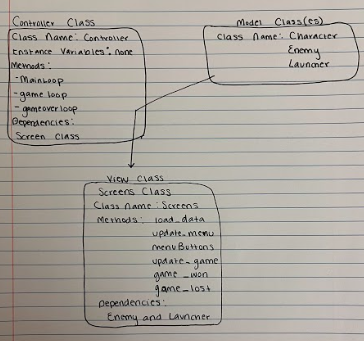 Controller Class
Class Name: Controller
Instance Variables: none
Methods:
- Mainloop
- game loop
- gameover loop
Dependencies:
Screen Class
Model Class(es)
Class Name: Character
Enemy
Launcher
View Class
Screens Class
Class Name: Screens
Methods: load_data
update_menu
menuButtons
update_game
game_won
game_lost
Dependencies:
Enemy and Launcher